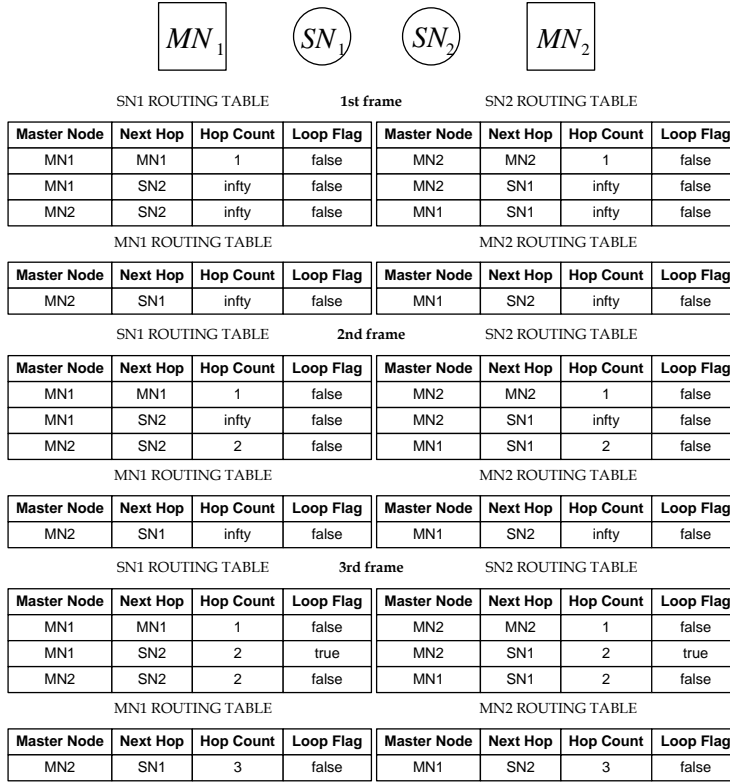 MN1 SN1 SN2 MN2
SN1 ROUTING TABLE 1st frame SN2 ROUTING TABLE
Master Node Next Hop Hop Count Loop Flag Master Node Next Hop Hop Count Loop Flag
MN1 MN1 1 false MN2 MN2 1 false
MN1 SN2 infty false MN2 SN1 infty false
MN2 SN2 infty false MN1 SN1 infty false
MN1 ROUTING TABLE MN2 ROUTING TABLE
Master Node Next Hop Hop Count Loop Flag Master Node Next Hop Hop Count Loop Flag
MN2 SN1 infty false MN1 SN2 infty false
SN1 ROUTING TABLE 2nd frame SN2 ROUTING TABLE
Master Node Next Hop Hop Count Loop Flag Master Node Next Hop Hop Count Loop Flag
MN1 MN1 1 false MN2 MN2 1 false
MN1 SN2 infty false MN2 SN1 infty false
MN2 SN2 2 false MN1 SN1 2 false
MN1 ROUTING TABLE MN2 ROUTING TABLE
Master Node Next Hop Hop Count Loop Flag Master Node Next Hop Hop Count Loop Flag
MN2 SN1 infty false MN1 SN2 infty false
SN1 ROUTING TABLE 3rd frame SN2 ROUTING TABLE
Master Node Next Hop Hop Count Loop Flag Master Node Next Hop Hop Count Loop Flag
MN1 MN1 1 false MN2 MN2 1 false
MN1 SN2 2 true MN2 SN1 2 true
MN2 SN2 2 false MN1 SN1 2 false
MN1 ROUTING TABLE MN2 ROUTING TABLE
Master Node Next Hop Hop Count Loop Flag Master Node Next Hop Hop Count Loop Flag
MN2 SN1 3 false MN1 SN2 3 false